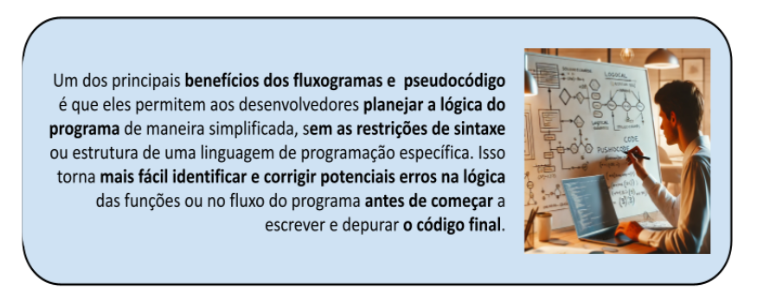 Um dos principais benefícios dos fluxogramas e pseudocódigo
é que eles permitem aos desenvolvedores planejar a lógica do
programa de maneira simplificada, sem as restrições de sintaxe
ou estrutura de uma linguagem de programação específica. Isso
torna mais fácil identificar e corrigir potenciais erros na lógica
das funções ou no fluxo do programa antes de começar a
escrever e depurar o código final.
LOGICAL
CODE